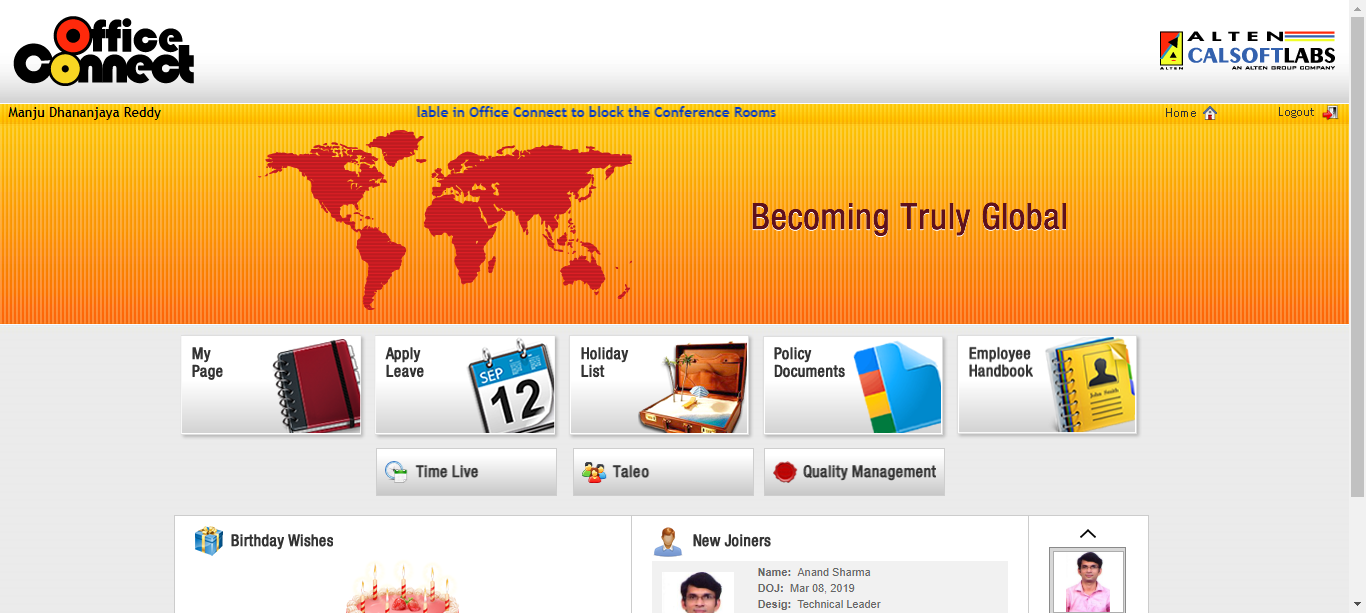 Office
Connect
ALTEN
CALSOFTLABS
AN ALTEN GROUP COMPANY
ALTEN
Manju Dhananjaya Reddy
lable in Office Connect to block the Conference Rooms
Home
Logout
Becoming Truly Global
My
Page
Apply
Leave
SEP
12
Holiday
List
Policy
Documents
Employee
Handbook
John Smith
Time Live
Taleo
Quality Management
Birthday Wishes
New Joiners
Name: Anand Sharma
DOJ: Mar 08, 2019
Desig: Technical Leader